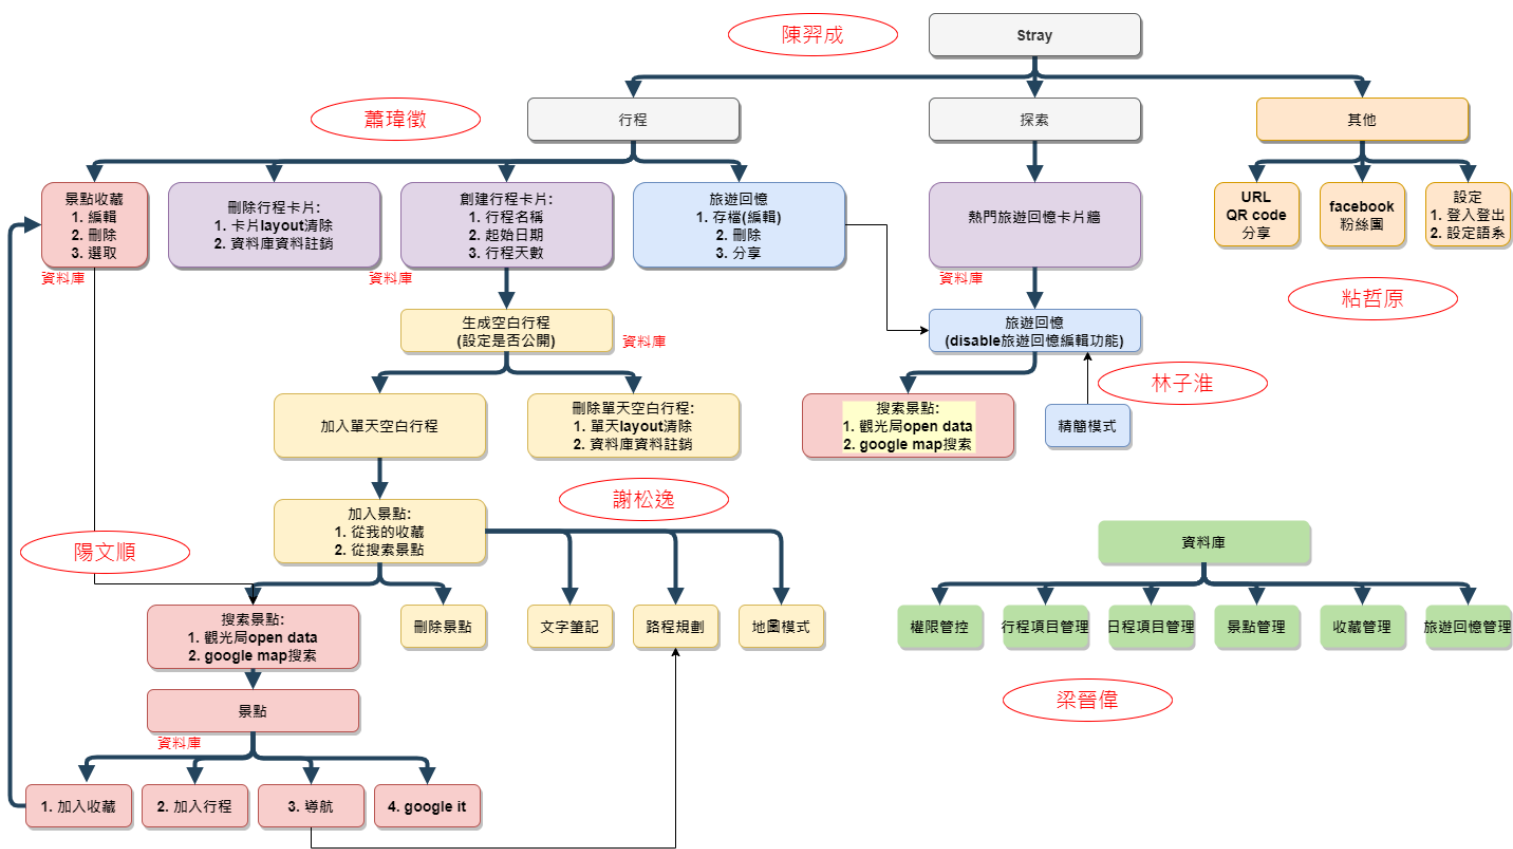 陳羿成
Stray
蕭瑋徵
行程
探索
其他
景點收藏
1. 編輯
2. 刪除
3. 選取
資料庫
刪除行程卡片:
1. 卡片layout清除
2. 資料庫資料註銷
創建行程卡片:
1. 行程名稱
2. 起始日期
3. 行程天數
資料庫
旅遊回憶
1. 存檔(編輯)
2. 刪除
3. 分享
熱門旅遊回憶卡片牆
資料庫
URL
QR code
分享
facebook
粉絲團
設定
1. 登入登出
2. 設定語系
粘哲原
生成空白行程
(設定是否公開)
資料庫
旅遊回憶
(disable旅遊回憶編輯功能)
林子淮
加入單天空白行程
刪除單天空白行程:
1. 單天layout清除
2. 資料庫資料註銷
搜索景點:
1. 觀光局open data
2. google map搜索
精簡模式
謝松逸
加入景點:
1. 從我的收藏
2. 從搜索景點
陽文順
搜索景點:
1. 觀光局open data
2. google map搜索
刪除景點
文字筆記
路程規劃
地圖模式
景點
資料庫
1. 加入收藏
2. 加入行程
3. 導航
4. google it
資料庫
權限管控
行程項目管理
日程項目管理
景點管理
收藏管理
旅遊回憶管理
梁晉偉